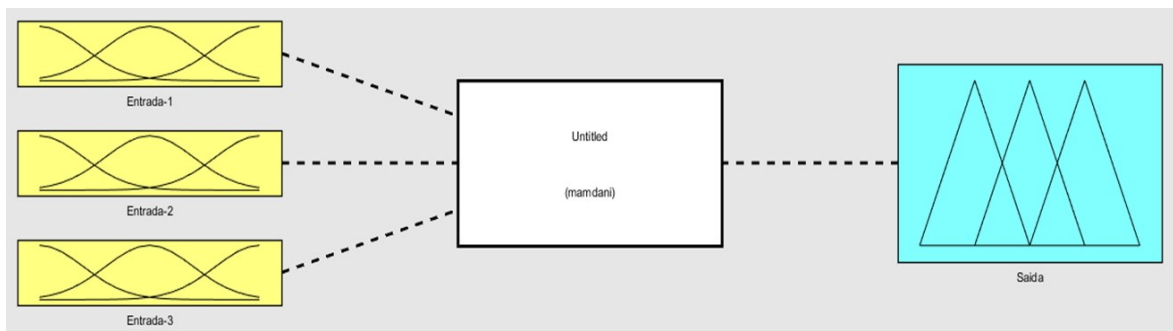 Entrada-1
Entrada-2
Entrada-3
Untitled
(mamdani)
Saida